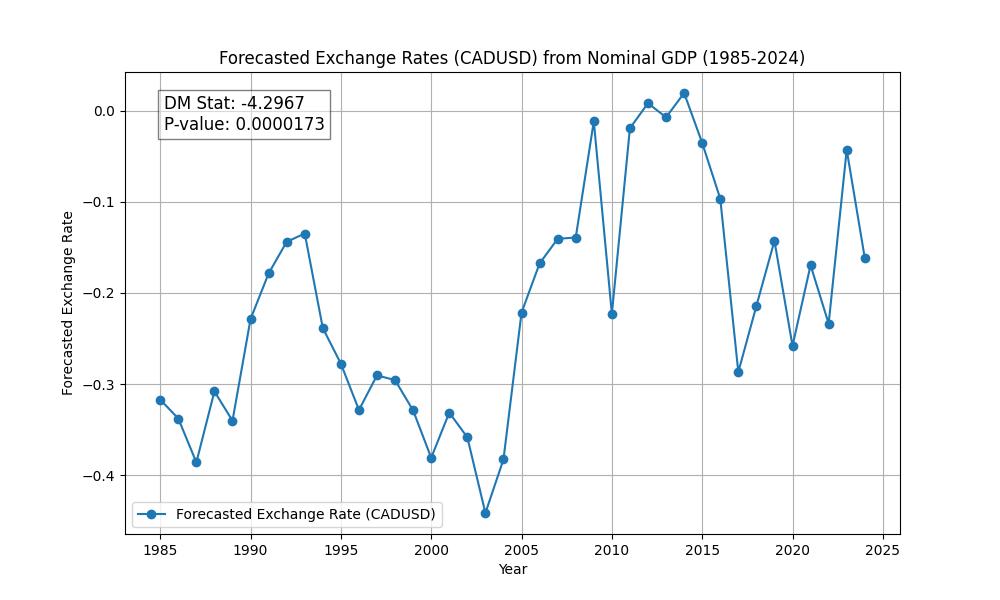 Forecasted Exchange Rates (CADUSD) from Nominal GDP (1985-2024)
DM Stat: -4.2967
P-value: 0.0000173
0.0
−0.1
−0.2
−0.3
−0.4
Forecasted Exchange Rate
Forecasted Exchange Rate (CADUSD)
1985 1990 1995 2000 2005 2010 2015 2020 2025
Year